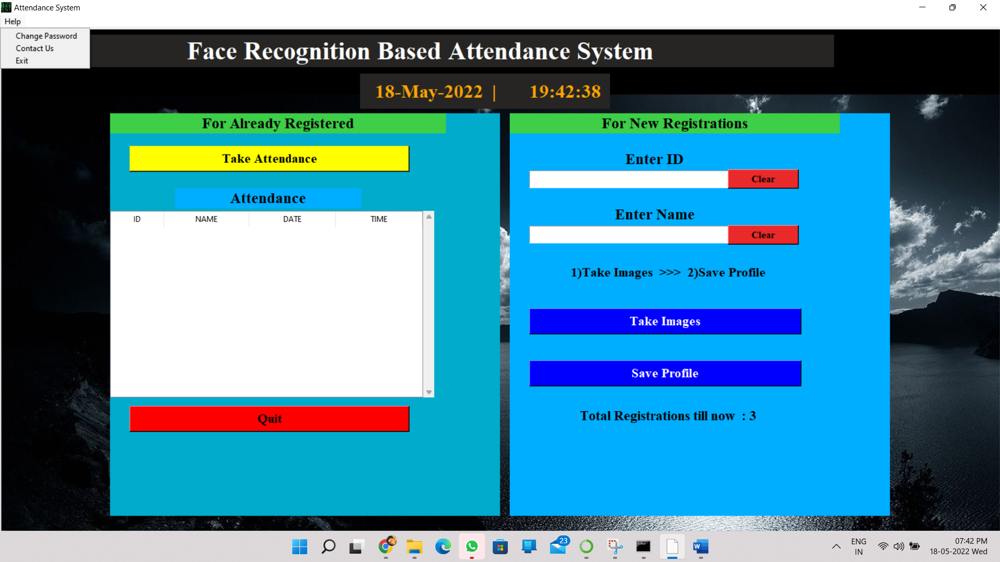 Attendance System
Help
Change Password
Contact Us
Exit
Face Recognition Based Attendance System
18-May-2022 | 19:42:38
For Already Registered
Take Attendance
Attendance
ID NAME DATE TIME
Quit
For New Registrations
Enter ID
Clear
Enter Name
Clear
1)Take Images >>> 2)Save Profile
Take Images
Save Profile
Total Registrations till now : 3
23
W
ENG
IN
07:42 PM
18-05-2022 Wed